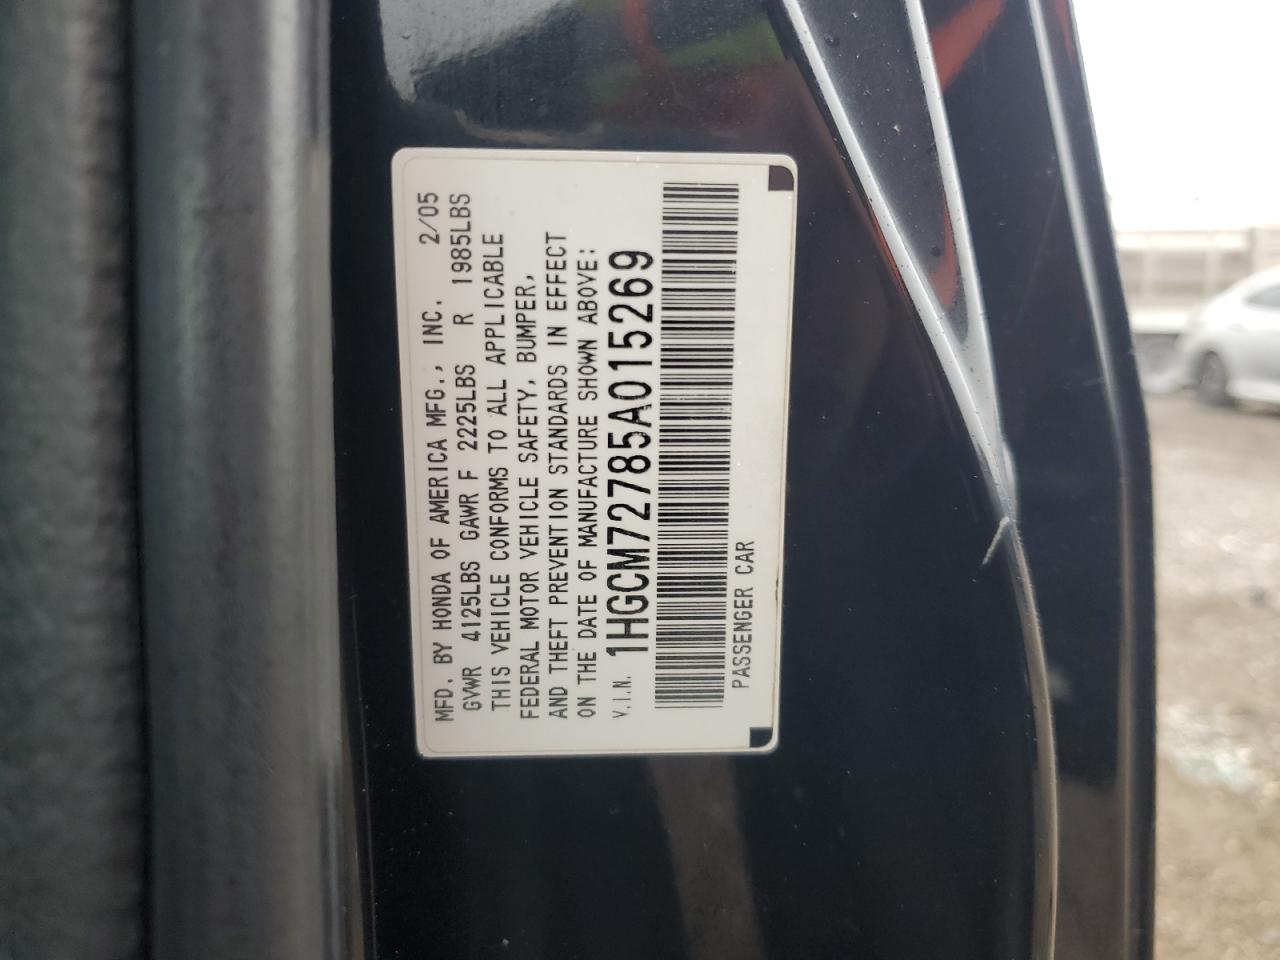 MFD. BY HONDA OF AMERICA MFG., INC. 2/05
GVWR 4125LBS GAWR F 2225LBS R 1985LBS
THIS VEHICLE CONFORMS TO ALL APPLICABLE
FEDERAL MOTOR VEHICLE SAFETY, BUMPER,
AND THEFT PREVENTION STANDARDS IN EFFECT
ON THE DATE OF MANUFACTURE SHOWN ABOVE:
V.I.N. 1HGCM72785A015269
PASSENGER CAR